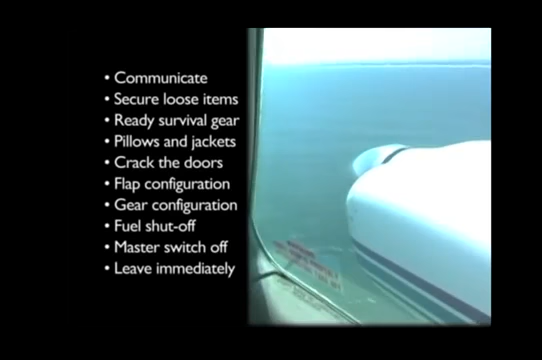 • Communicate
• Secure loose items
• Ready survival gear
• Pillows and jackets
• Crack the doors
• Flap configuration
• Gear configuration
• Fuel shut-off
• Master switch off
• Leave immediately